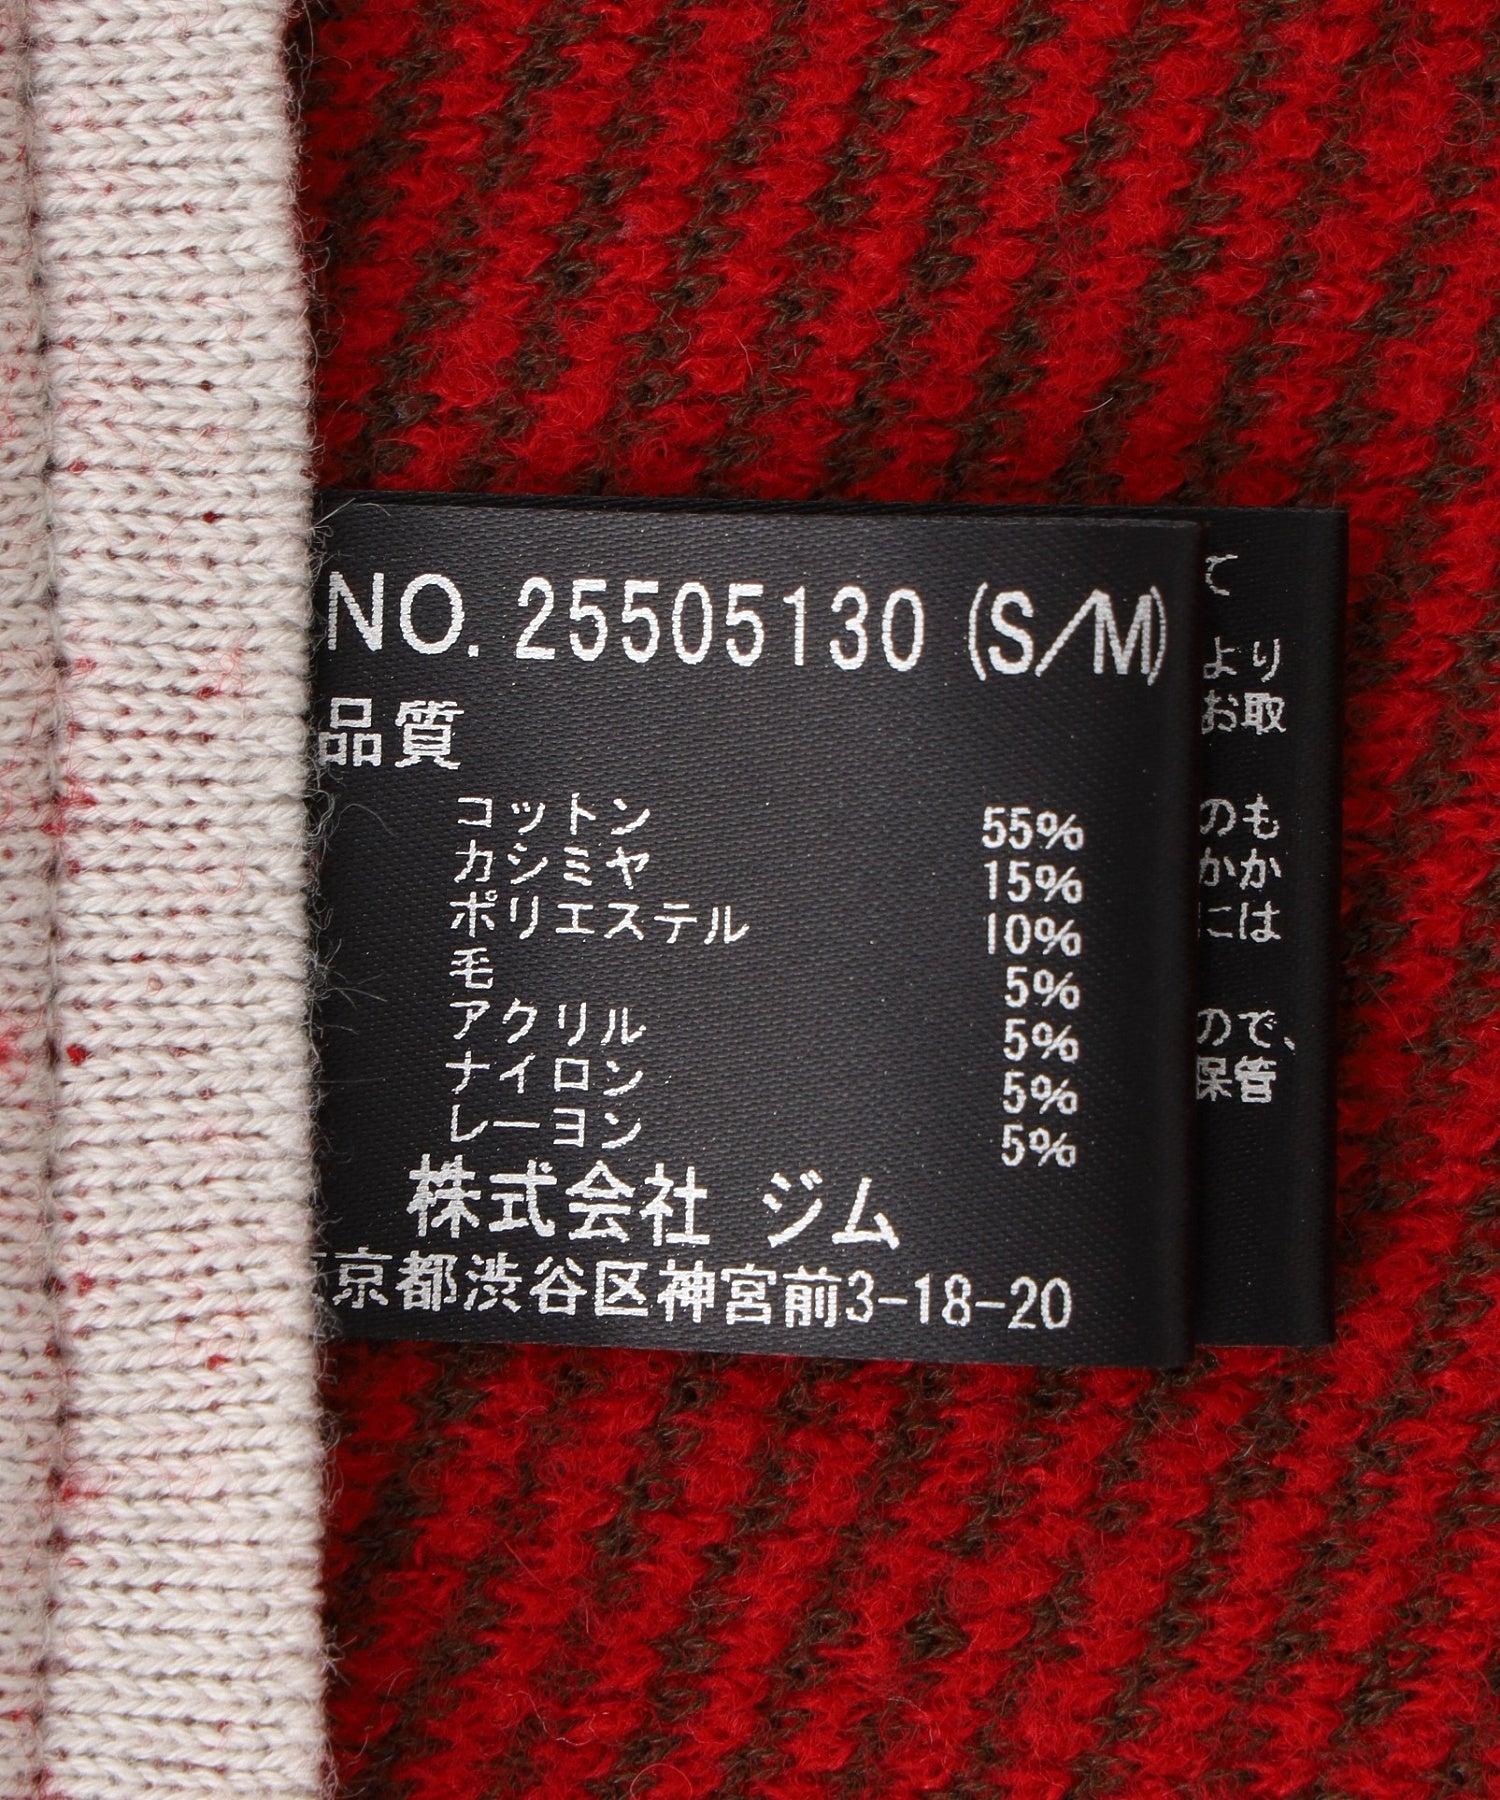 NO. 25505130 (S/M)
品質
コットン 55%
カシミヤ 15%
ポリエステル 10%
毛 5%
アクリル 5%
ナイロン 5%
レーヨン 5%
株式会社 ジム
京都渋谷区神宮前3-18-20
て
より
お取
のも
かか
には
ので、
保管